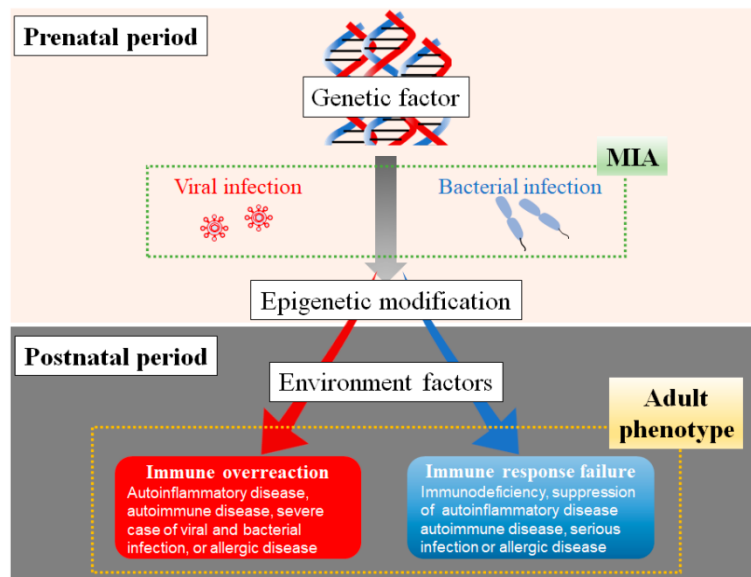 Prenatal period
Genetic factor
MIA
Viral infection
Bacterial infection
Epigenetic modification
Postnatal period
Environment factors
Adult
phenotype
Immune overreaction
Autoinflammatory disease,
autoimmune disease, severe
case of viral and bacterial
infection, or allergic disease
Immune response failure
Immunodeficiency, suppression
of autoinflammatory disease
autoimmune disease, serious
infection or allergic disease